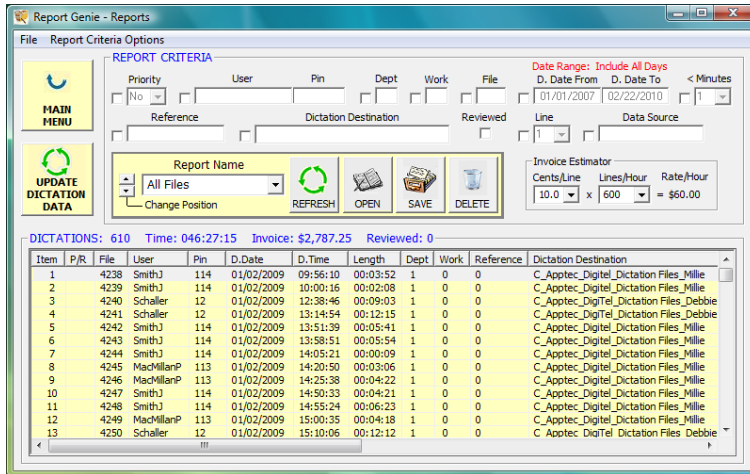 Report Genie - Reports
File Report Criteria Options
REPORT CRITERIA
Date Range: Include All Days
Priority User Pin Dept Work File D. Date From D. Date To < Minutes
No 01/01/2007 02/22/2010 1
Reference Dictation Destination Reviewed Line Data Source
1
MAIN MENU
UPDATE DICTATION DATA
Report Name
All Files
Change Position
REFRESH OPEN SAVE DELETE
Invoice Estimator
Cents/Line Lines/Hour Rate/Hour
10.0 x 600 = $60.00
DICTATIONS: 610 Time: 046:27:15 Invoice: $2,787.25 Reviewed: 0
Item P/R File User Pin D.Date D.Time Length Dept Work Reference Dictation Destination
1 4238 SmithJ 114 01/02/2009 09:56:10 00:03:52 1 0 0 C_Apptec_Digitel_Dictation Files_Millie
2 4239 SmithJ 114 01/02/2009 10:00:16 00:02:08 1 0 0 C_Apptec_Digitel_Dictation Files_Millie
3 4240 Schaller 12 01/02/2009 12:38:46 00:09:03 1 0 0 C_Apptec_DigiTel_Dictation Files_Debbie
4 4241 Schaller 12 01/02/2009 13:14:54 00:12:15 1 0 0 C_Apptec_DigiTel_Dictation Files_Debbie
5 4242 SmithJ 114 01/02/2009 13:51:39 00:05:41 1 0 0 C_Apptec_Digitel_Dictation Files_Millie
6 4243 SmithJ 114 01/02/2009 13:58:51 00:05:54 1 0 0 C_Apptec_Digitel_Dictation Files_Millie
7 4244 SmithJ 114 01/02/2009 14:05:21 00:00:09 1 0 0 C_Apptec_Digitel_Dictation Files_Millie
8 4245 MacMillanP 113 01/02/2009 14:20:50 00:03:06 1 0 0 C_Apptec_Digitel_Dictation Files_Millie
9 4246 MacMillanP 113 01/02/2009 14:25:38 00:04:22 1 0 0 C_Apptec_Digitel_Dictation Files_Millie
10 4247 SmithJ 114 01/02/2009 14:50:33 00:04:21 1 0 0 C_Apptec_Digitel_Dictation Files_Millie
11 4248 SmithJ 114 01/02/2009 14:55:24 00:06:23 1 0 0 C_Apptec_Digitel_Dictation Files_Millie
12 4249 MacMillanP 113 01/02/2009 15:00:35 00:04:18 1 0 0 C_Apptec_Digitel_Dictation Files_Millie
13 4250 Schaller 12 01/02/2009 15:10:06 00:12:12 1 0 0 C_Apptec_DigiTel_Dictation Files_Debbie